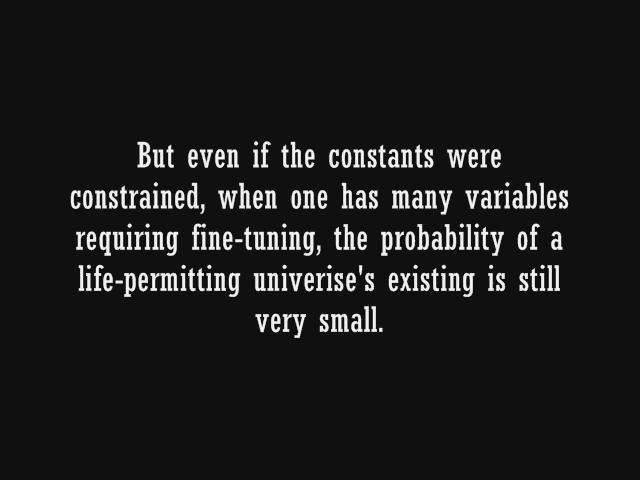 But even if the constants were
constrained, when one has many variables
requiring fine-tuning, the probability of a
life-permitting univerise's existing is still
very small.